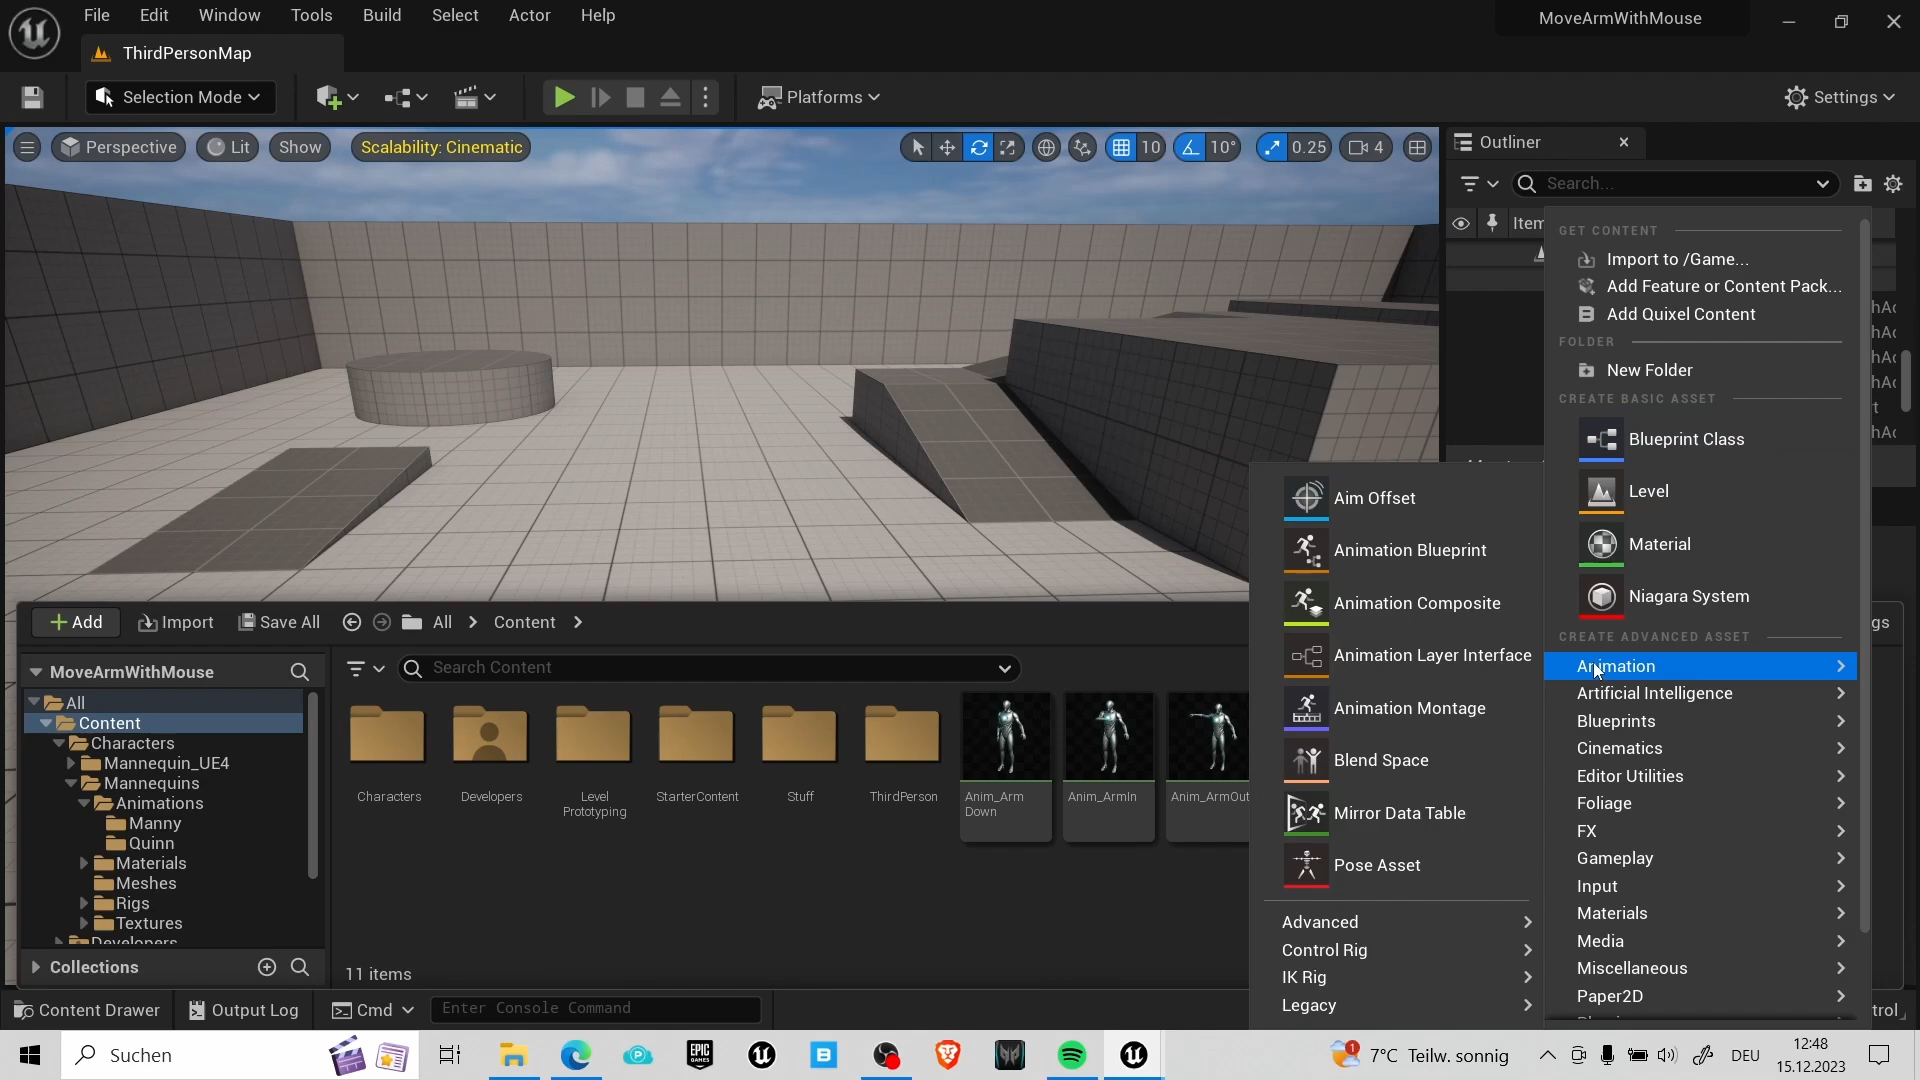 File Edit Window Tools Build Select Actor Help
MoveArmWithMouse
ThirdPersonMap
Selection Mode
Platforms
Settings
Perspective
Lit
Show
Scalability: Cinematic
10
10°
0.25
4
Outliner
Search...
Item
GET CONTENT
Import to /Game...
Add Feature or Content Pack...
Add Quixel Content
FOLDER
New Folder
CREATE BASIC ASSET
Blueprint Class
Level
Material
Niagara System
CREATE ADVANCED ASSET
Animation
Artificial Intelligence
Blueprints
Cinematics
Editor Utilities
Foliage
FX
Gameplay
Input
Materials
Media
Miscellaneous
Paper2D
Aim Offset
Animation Blueprint
Animation Composite
Animation Layer Interface
Animation Montage
Blend Space
Mirror Data Table
Pose Asset
Advanced
Control Rig
IK Rig
Legacy
Add
Import
Save All
All
Content
MoveArmWithMouse
Search Content
All
Content
Characters
Mannequin_UE4
Mannequins
Animations
Manny
Quinn
Materials
Meshes
Rigs
Textures
Developers
Collections
Characters
Developers
Level
Prototyping
StarterContent
Stuff
ThirdPerson
Anim_Arm
Down
Anim_ArmIn
Anim_ArmOut
11 items
Content Drawer
Output Log
Cmd
Enter Console Command
Suchen
EPIC
GAMES
7°C Teilw. sonnig
DEU
12:48
15.12.2023